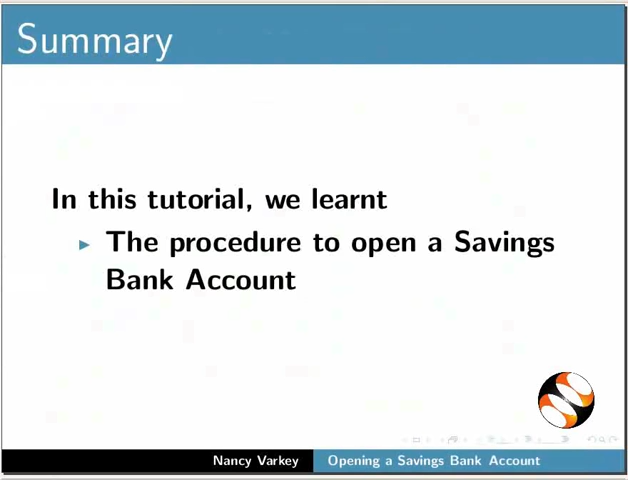 Summary
In this tutorial, we learnt
The procedure to open a Savings
Bank Account
Nancy Varkey
Opening a Savings Bank Account